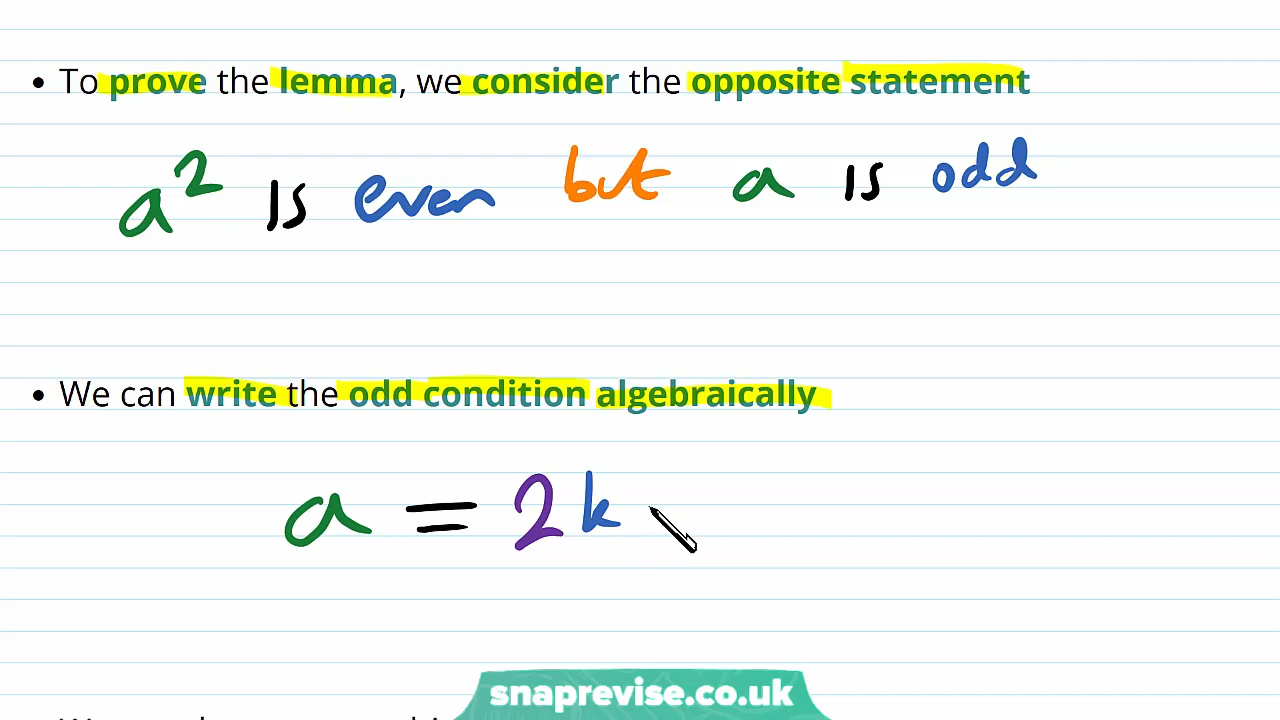 • To prove the lemma, we consider the opposite statement
a² is even but a is odd
• We can write the odd condition algebraically
a = 2k
snaprevise.co.uk